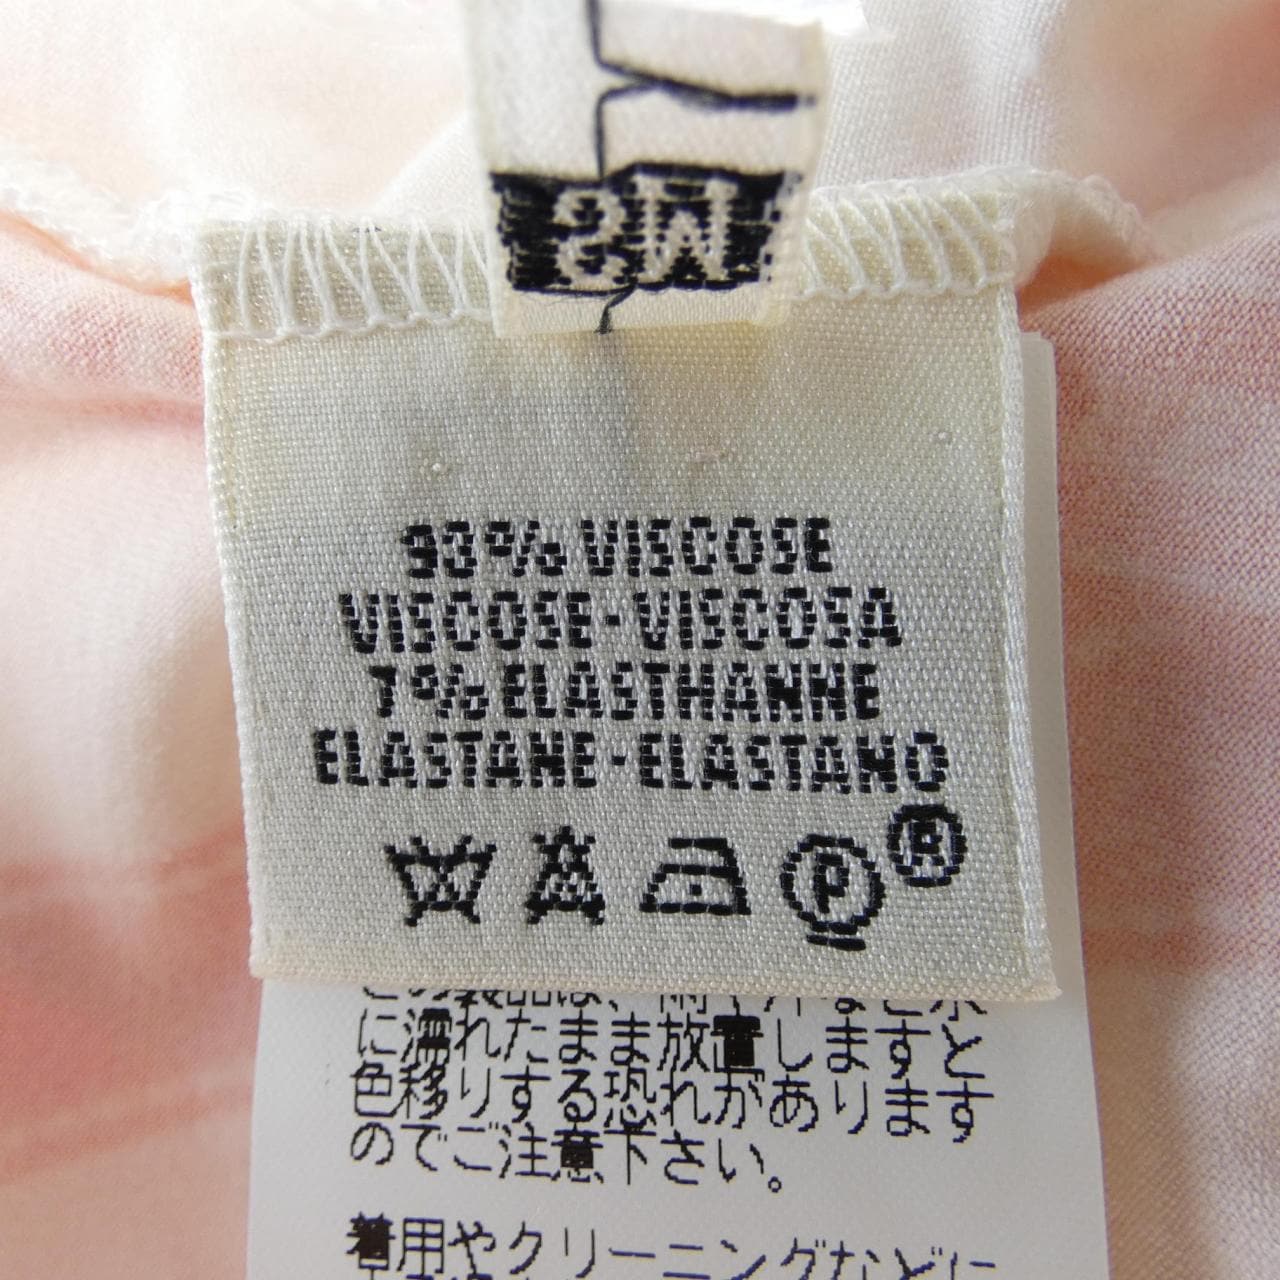 93% VISCOSE
VISCOSE-VISCOSA
7% ELASTHANNE
ELASTANE-ELASTANO
P
®
に濡れたまま放置しますと
色移りする恐れがあります
のでご注意下さい。
着用やクリーニングなどに